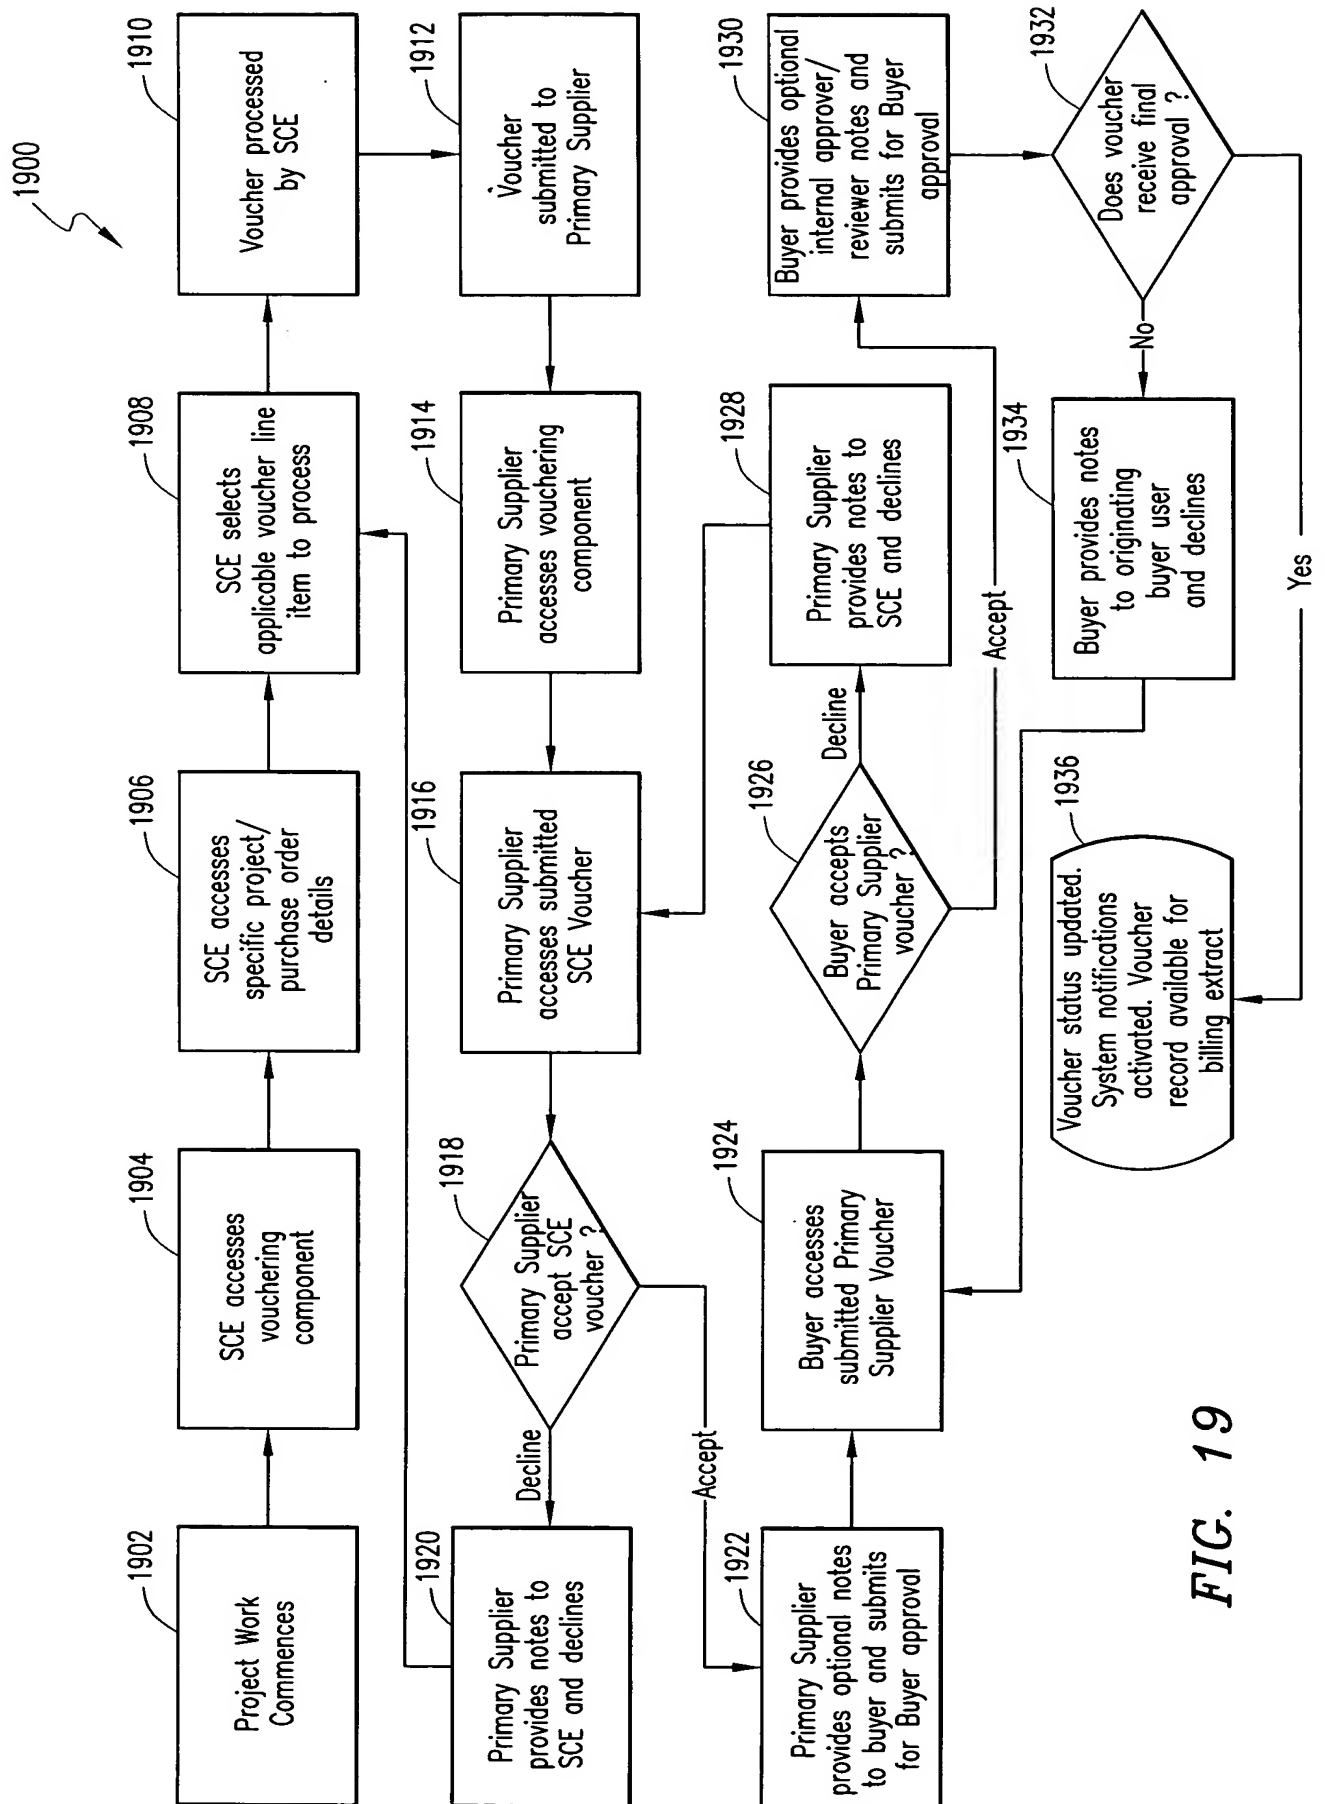 1900
1902
Project Work
Commences
1904
SCE accesses
vouchering
component
1906
SCE accesses
specific project/
purchase order
details
1908
SCE selects
applicable voucher line
item to process
1910
Voucher processed
by SCE
1912
Voucher
submitted to
Primary Supplier
1914
Primary Supplier
accesses vouchering
component
1916
Primary Supplier
accesses submitted
SCE Voucher
1918
Primary Supplier
accept SCE
voucher ?
Decline
Accept
1920
Primary Supplier
provides notes to
SCE and declines
1922
Primary Supplier
provides optional notes
to buyer and submits
for Buyer approval
1924
Buyer accesses
submitted Primary
Supplier Voucher
1926
Buyer accepts
Primary Supplier
voucher ?
Decline
Accept
1928
Primary Supplier
provides notes to
SCE and declines
1930
Buyer provides optional
internal approver/
reviewer notes and
submits for Buyer
approval
1932
Does voucher
receive final
approval ?
No
Yes
1934
Buyer provides notes
to originating
buyer user
and declines
1936
Voucher status updated.
System notifications
activated. Voucher
record available for
billing extract
FIG. 19